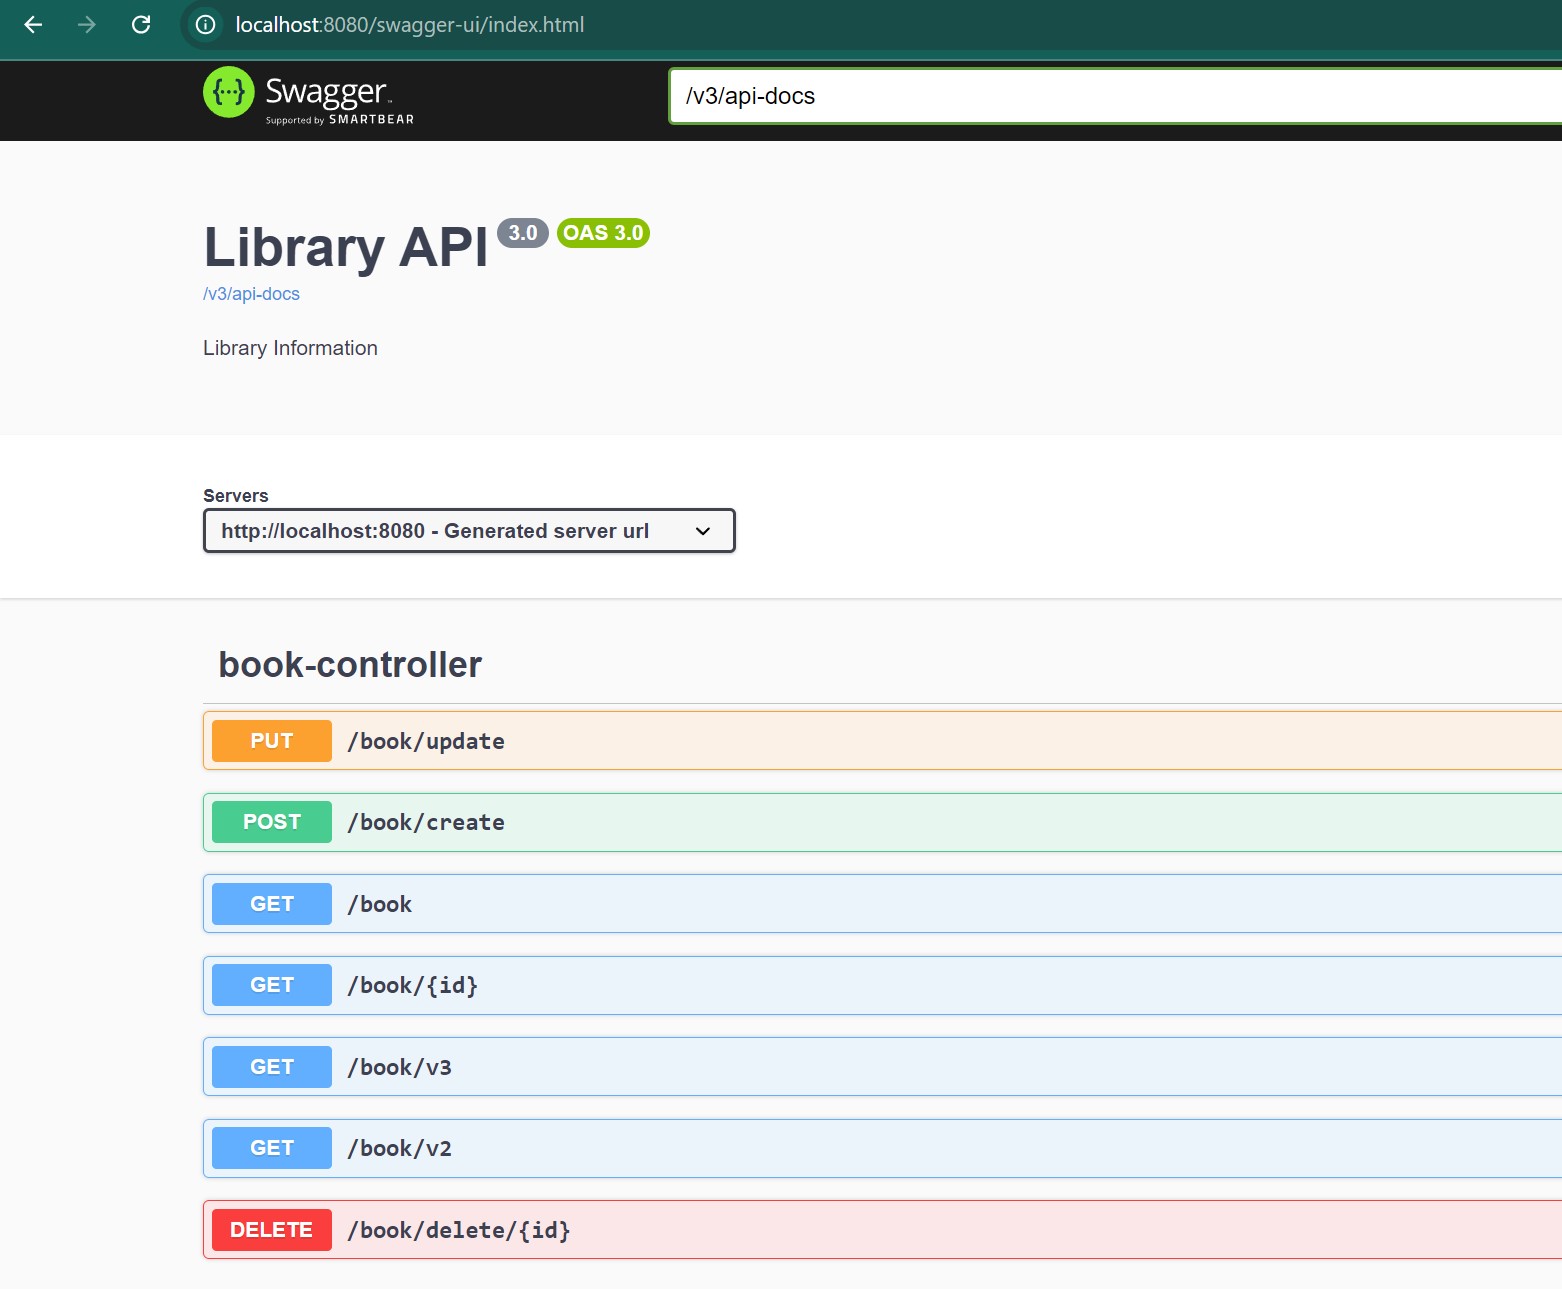 localhost:8080/swagger-ui/index.html
{···} Swagger™
Supported by SMARTBEAR
/v3/api-docs
Library API 3.0 OAS 3.0
/v3/api-docs
Library Information
Servers
http://localhost:8080 - Generated server url
book-controller
PUT /book/update
POST /book/create
GET /book
GET /book/{id}
GET /book/v3
GET /book/v2
DELETE /book/delete/{id}